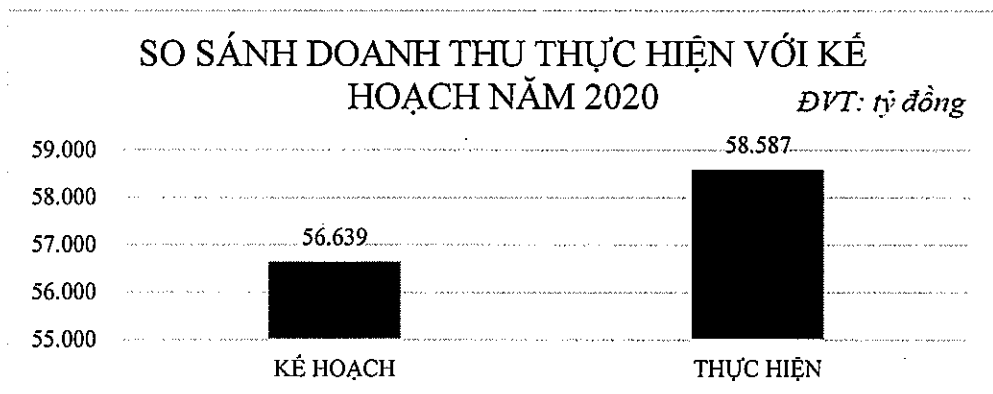 SO SÁNH DOANH THU THỰC HIỆN VỚI KẾ
HOẠCH NĂM 2020
ĐVT: tỷ đồng
59.000
58.000
57.000
56.000
55.000
56.639
58.587
KẾ HOẠCH
THỰC HIỆN